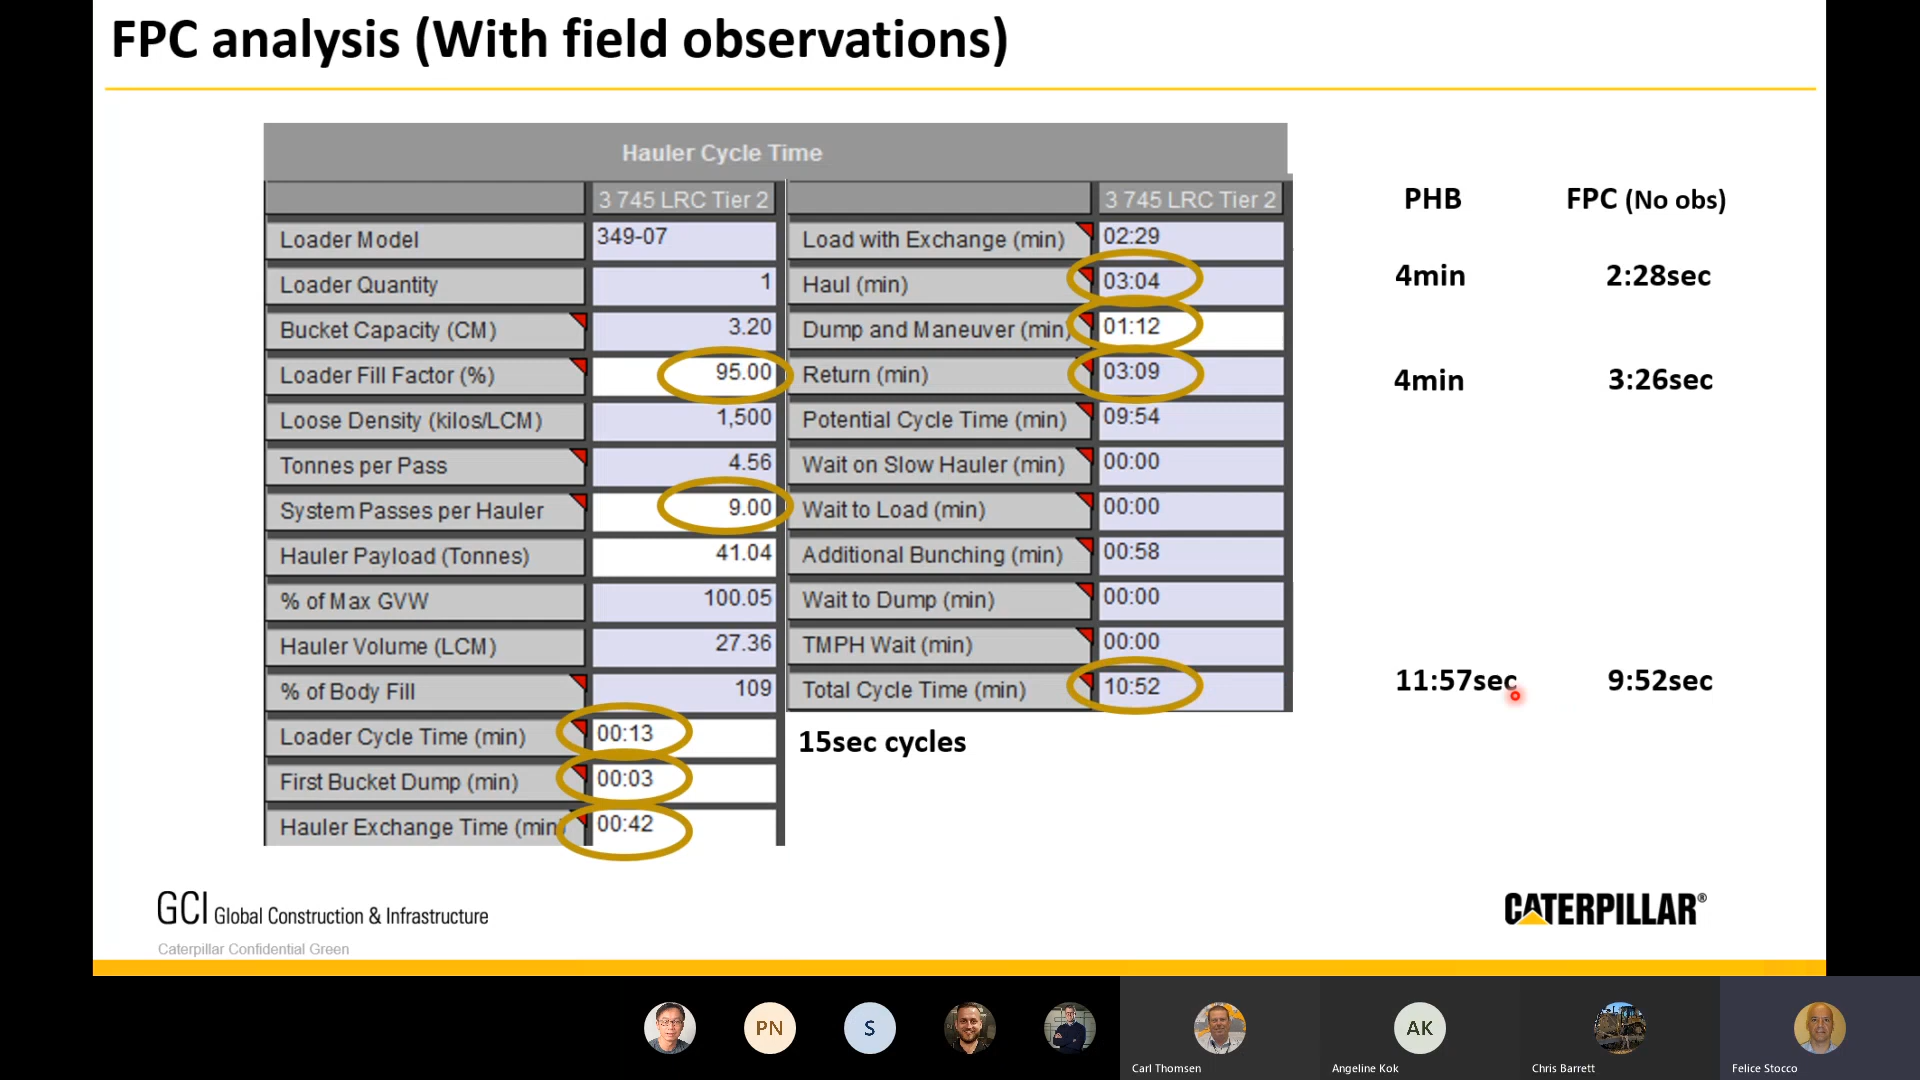 FPC analysis (With field observations)
Hauler Cycle Time
3 745 LRC Tier 2
Loader Model 349-07
Loader Quantity 1
Bucket Capacity (CM) 3.20
Loader Fill Factor (%) 95.00
Loose Density (kilos/LCM) 1,500
Tonnes per Pass 4.56
System Passes per Hauler 9.00
Hauler Payload (Tonnes) 41.04
% of Max GVW 100.05
Hauler Volume (LCM) 27.36
% of Body Fill 109
Loader Cycle Time (min) 00:13
First Bucket Dump (min) 00:03
Hauler Exchange Time (min) 00:42
3 745 LRC Tier 2
Load with Exchange (min) 02:29
Haul (min) 03:04
Dump and Maneuver (min) 01:12
Return (min) 03:09
Potential Cycle Time (min) 09:54
Wait on Slow Hauler (min) 00:00
Wait to Load (min) 00:00
Additional Bunching (min) 00:58
Wait to Dump (min) 00:00
TMPH Wait (min) 00:00
Total Cycle Time (min) 10:52
15sec cycles
PHB FPC (No obs)
4min 2:28sec
4min 3:26sec
11:57sec 9:52sec
GCI Global Construction & Infrastructure
Caterpillar Confidential Green
CATERPILLAR®
PN
S
AK
Carl Thomsen
Angeline Kok
Chris Barrett
Felice Stocco